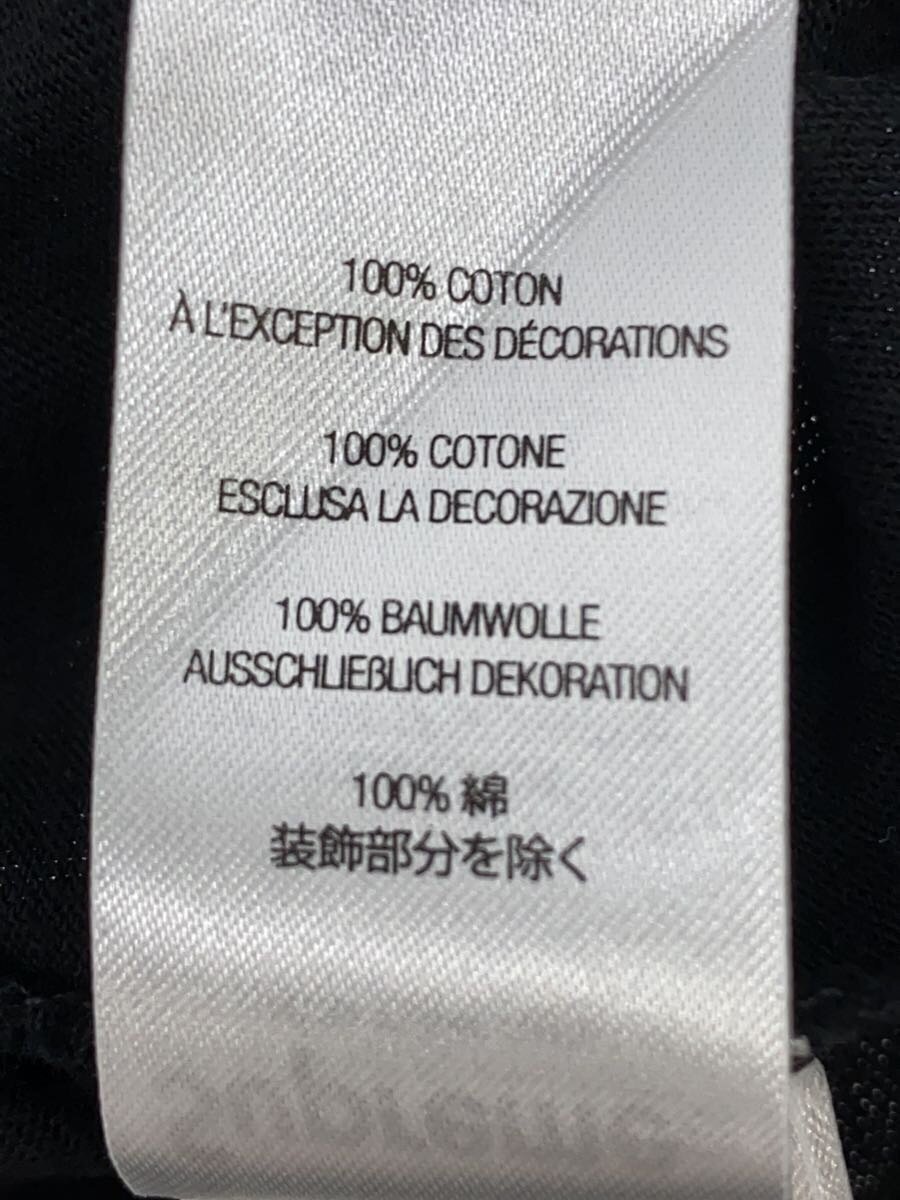 100% COTON
À L'EXCEPTION DES DÉCORATIONS
100% COTONE
ESCLUSA LA DECORAZIONE
100% BAUMWOLLE
AUSSCHLIEßLICH DEKORATION
100% 綿
装飾部分を除く